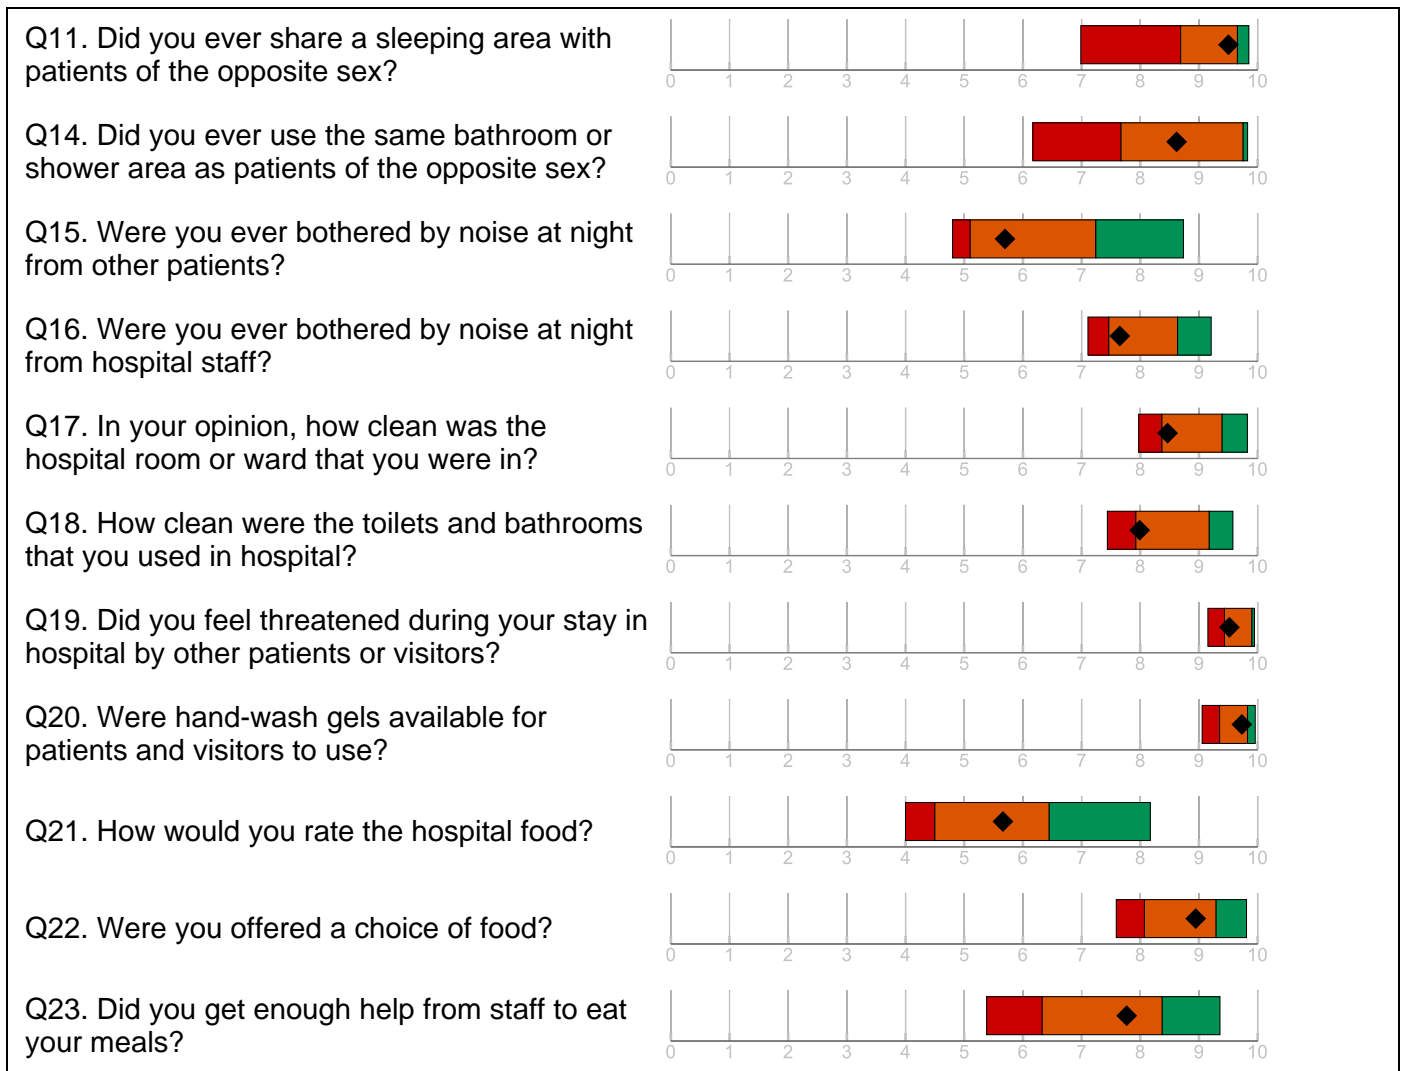 Q11. Did you ever share a sleeping area with
patients of the opposite sex?
0 1 2 3 4 5 6 7 8 9 10
Q14. Did you ever use the same bathroom or
shower area as patients of the opposite sex?
0 1 2 3 4 5 6 7 8 9 10
Q15. Were you ever bothered by noise at night
from other patients?
0 1 2 3 4 5 6 7 8 9 10
Q16. Were you ever bothered by noise at night
from hospital staff?
0 1 2 3 4 5 6 7 8 9 10
Q17. In your opinion, how clean was the
hospital room or ward that you were in?
0 1 2 3 4 5 6 7 8 9 10
Q18. How clean were the toilets and bathrooms
that you used in hospital?
0 1 2 3 4 5 6 7 8 9 10
Q19. Did you feel threatened during your stay in
hospital by other patients or visitors?
0 1 2 3 4 5 6 7 8 9 10
Q20. Were hand-wash gels available for
patients and visitors to use?
0 1 2 3 4 5 6 7 8 9 10
Q21. How would you rate the hospital food?
0 1 2 3 4 5 6 7 8 9 10
Q22. Were you offered a choice of food?
0 1 2 3 4 5 6 7 8 9 10
Q23. Did you get enough help from staff to eat
your meals?
0 1 2 3 4 5 6 7 8 9 10